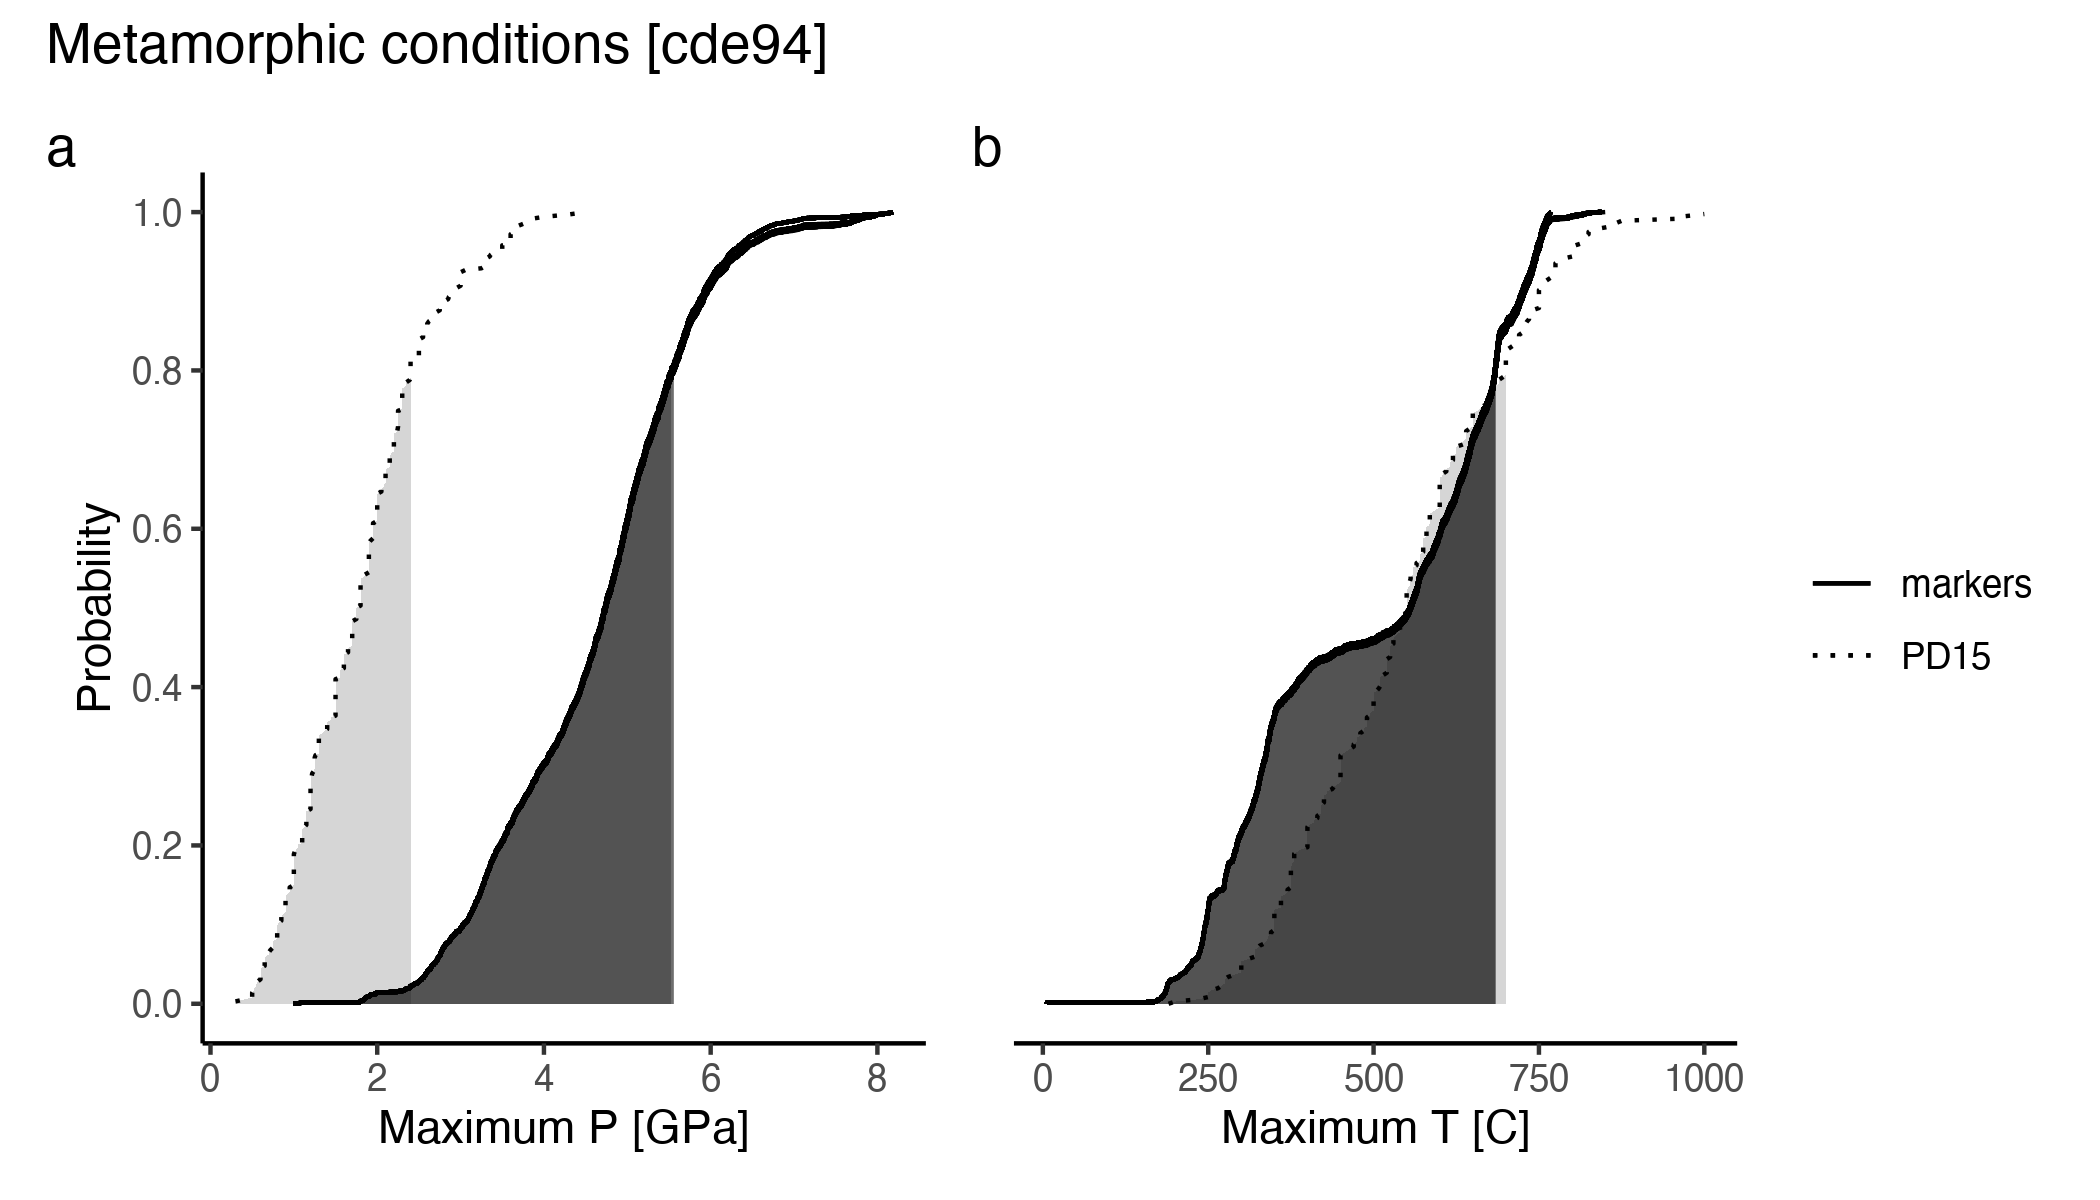 Metamorphic conditions [cde94]
a
b
Probability
1.0
0.8
0.6
0.4
0.2
0.0
0 2 4 6 8
Maximum P [GPa]
0 250 500 750 1000
Maximum T [C]
markers
PD15